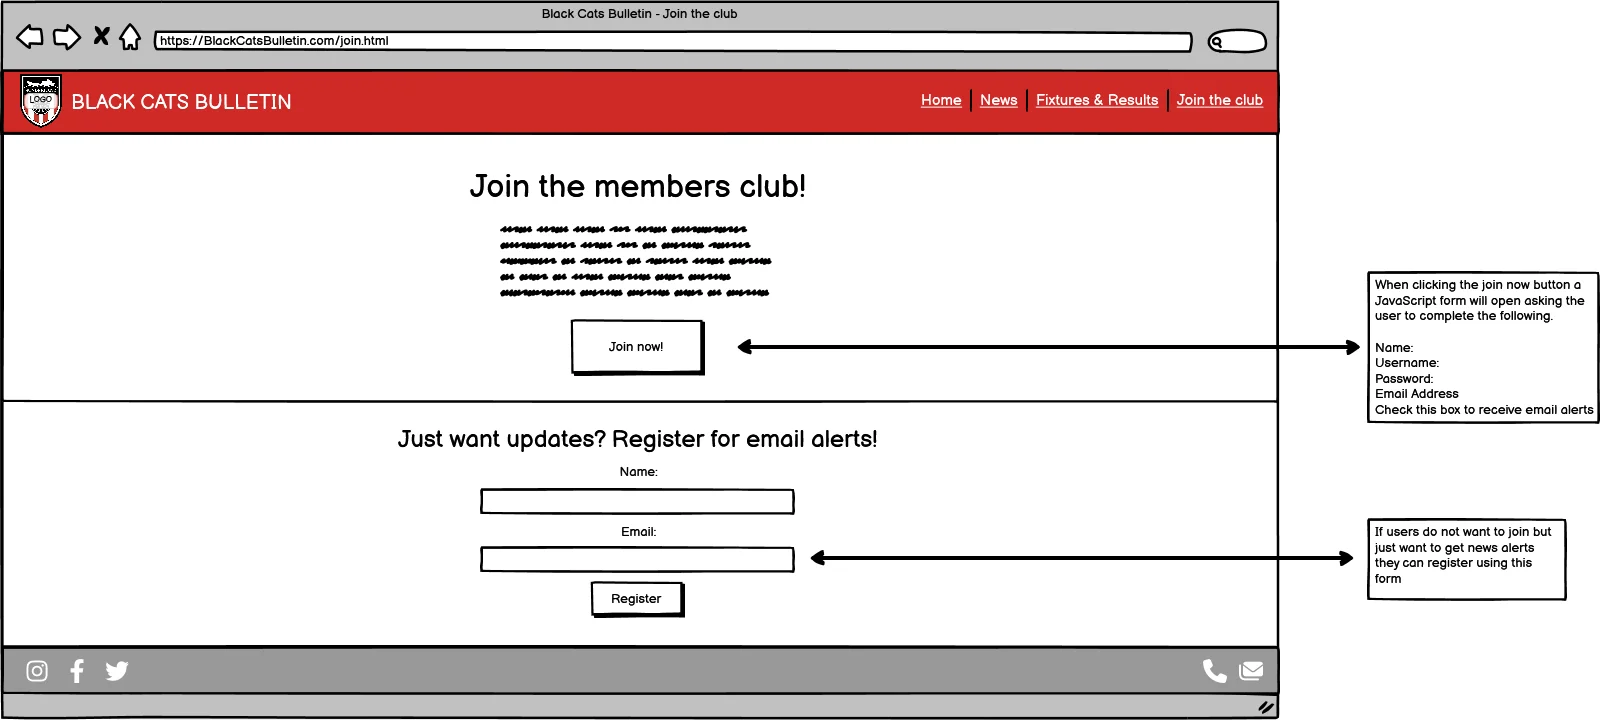 Black Cats Bulletin - Join the club
https://BlackCatsBulletin.com/join.html
LOGO
BLACK CATS BULLETIN
Home
News
Fixtures & Results
Join the club
Join the members club!
Join now!
When clicking the join now button a
JavaScript form will open asking the
user to complete the following.
Name:
Username:
Password:
Email Address
Check this box to receive email alerts
Just want updates? Register for email alerts!
Name:
Email:
Register
If users do not want to join but
just want to get news alerts
they can register using this
form